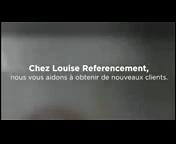 Chez Louise Referencement,
nous vous aidons à obtenir de nouveaux clients.